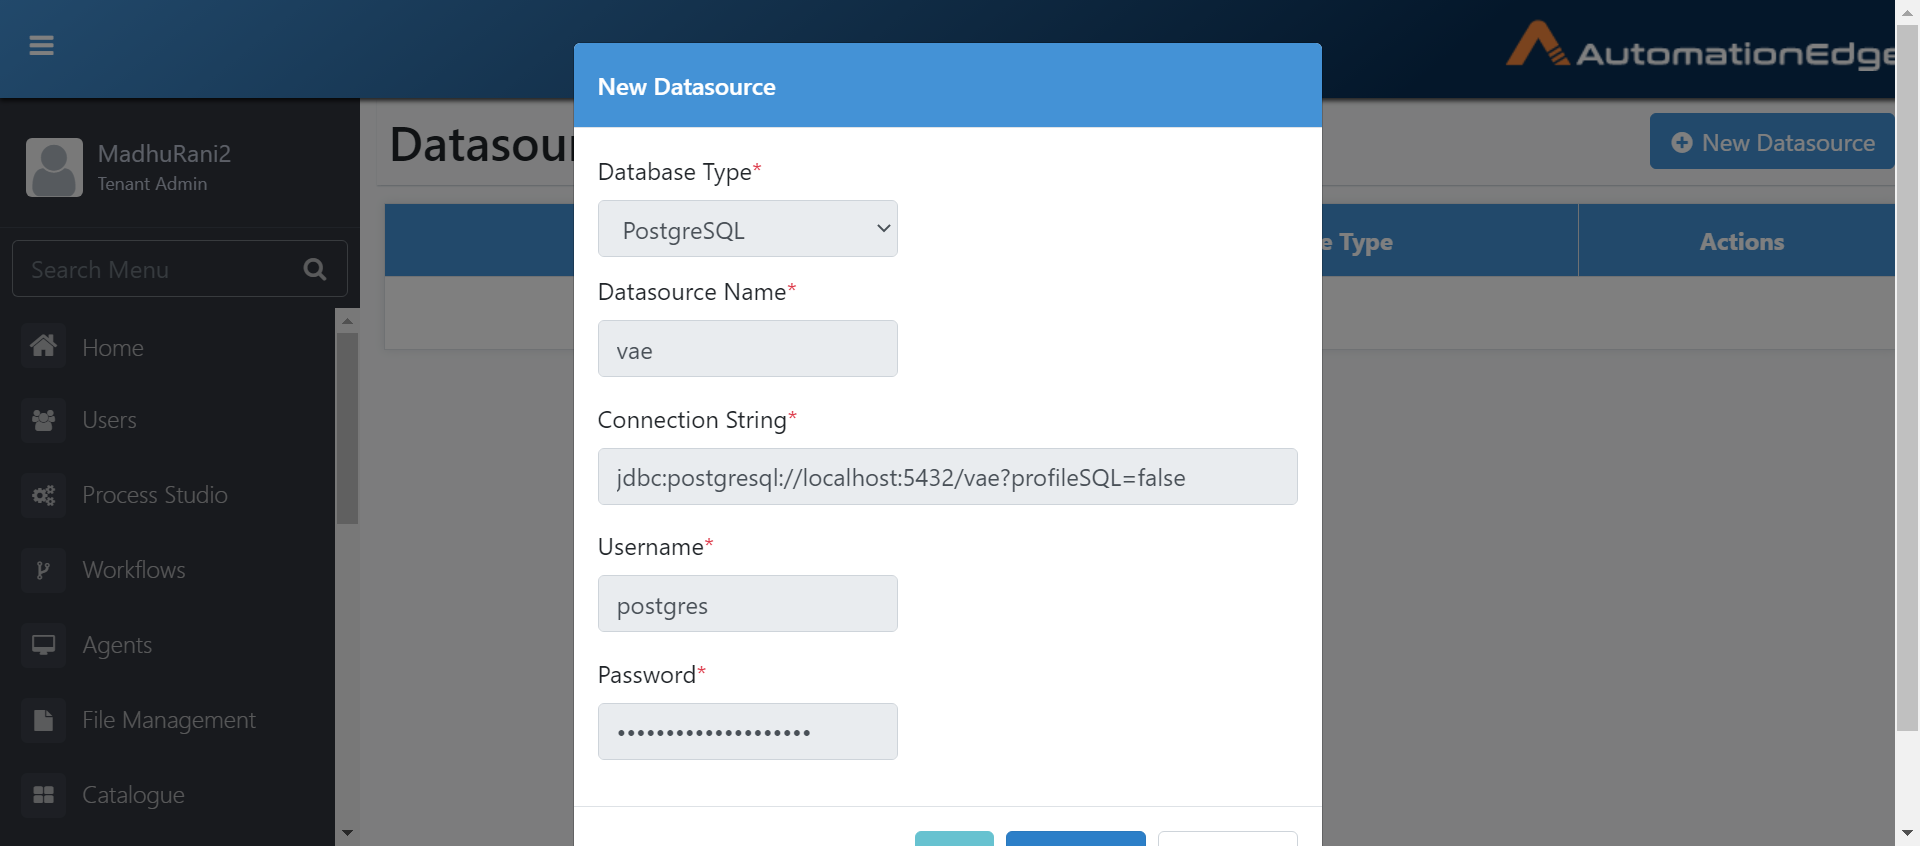 AutomationEdge
MadhuRani2
Tenant Admin
Search Menu
Home
Users
Process Studio
Workflows
Agents
File Management
Catalogue
New Datasource
Type
Actions
New Datasource
Database Type*
PostgreSQL
Datasource Name*
vae
Connection String*
jdbc:postgresql://localhost:5432/vae?profileSQL=false
Username*
postgres
Password*
••••••••••••••••••••